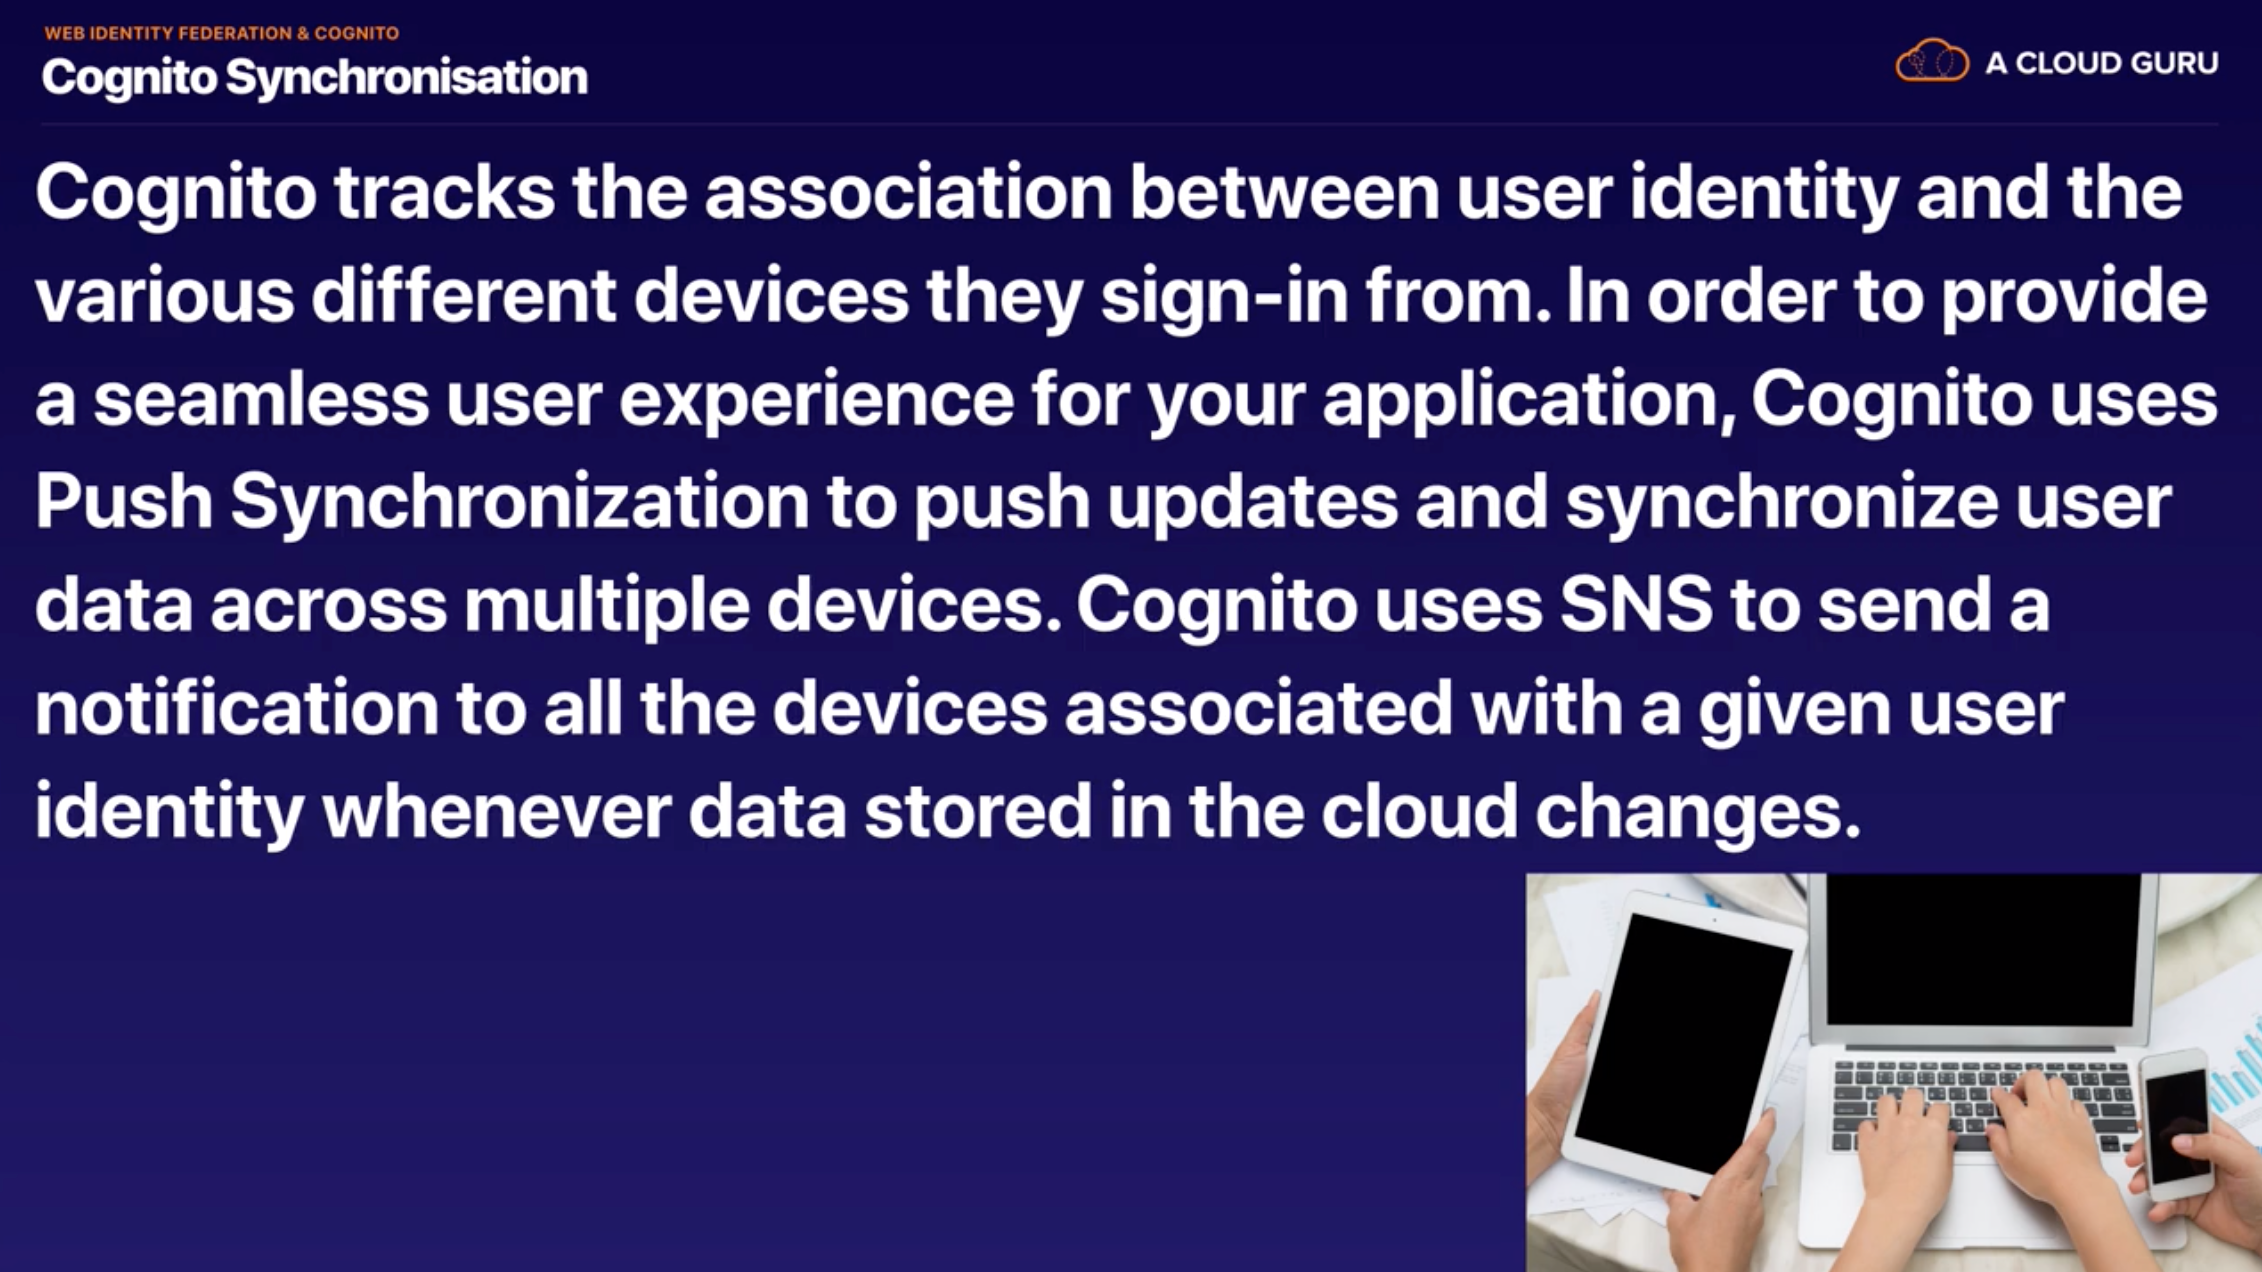 WEB IDENTITY FEDERATION & COGNITO
Cognito Synchronisation
A CLOUD GURU
Cognito tracks the association between user identity and the
various different devices they sign-in from. In order to provide
a seamless user experience for your application, Cognito uses
Push Synchronization to push updates and synchronize user
data across multiple devices. Cognito uses SNS to send a
notification to all the devices associated with a given user
identity whenever data stored in the cloud changes.